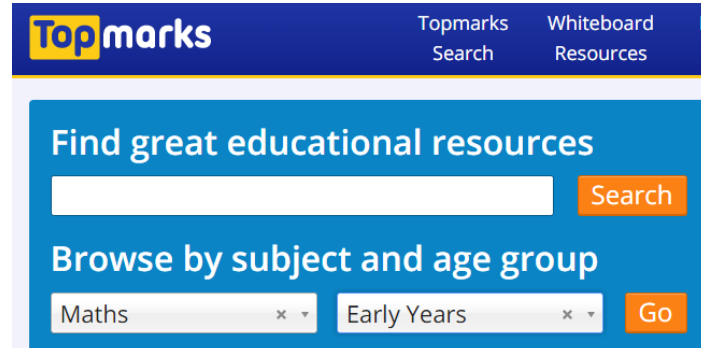 Topmarks
Topmarks Search
Whiteboard Resources
Find great educational resources
Search
Browse by subject and age group
Maths × ▼
Early Years × ▼
Go